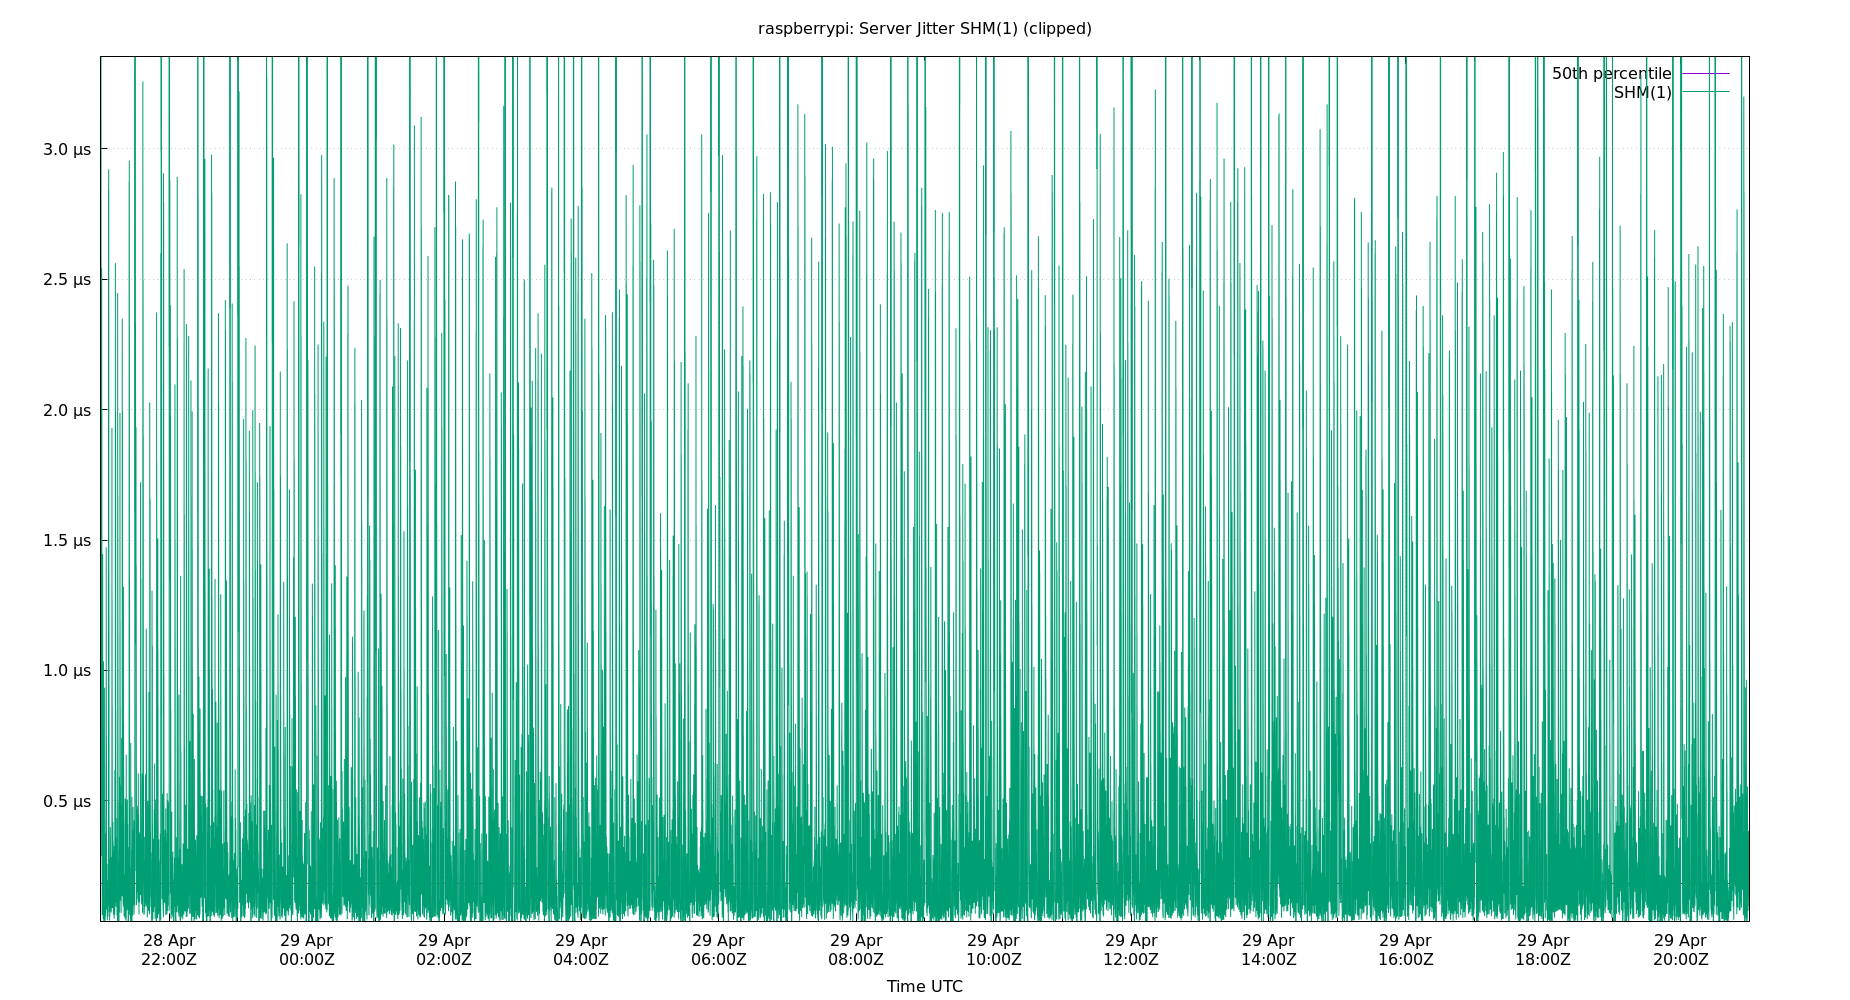 raspberrypi: Server Jitter SHM(1) (clipped)
50th percentile
SHM(1)
3.0 µs
2.5 µs
2.0 µs
1.5 µs
1.0 µs
0.5 µs
28 Apr 29 Apr 29 Apr 29 Apr 29 Apr 29 Apr 29 Apr 29 Apr 29 Apr 29 Apr 29 Apr 29 Apr
22:00Z 00:00Z 02:00Z 04:00Z 06:00Z 08:00Z 10:00Z 12:00Z 14:00Z 16:00Z 18:00Z 20:00Z
Time UTC